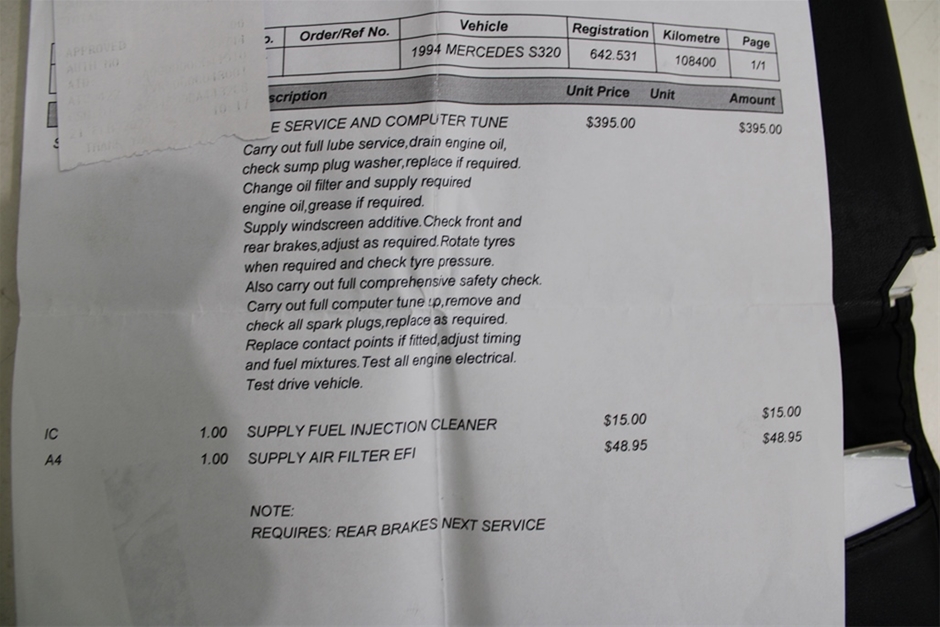 APPROVED
Order/Ref No. Vehicle Registration Kilometre Page
1994 MERCEDES S320 642.531 108400 1/1
scription Unit Price Unit Amount
E SERVICE AND COMPUTER TUNE $395.00 $395.00
Carry out full lube service,drain engine oil,
check sump plug washer,replace if required.
Change oil filter and supply required
engine oil,grease if required.
Supply windscreen additive.Check front and
rear brakes,adjust as required.Rotate tyres
when required and check tyre pressure.
Also carry out full comprehensive safety check.
Carry out full computer tune up,remove and
check all spark plugs,replace as required.
Replace contact points if fitted,adjust timing
and fuel mixtures.Test all engine electrical.
Test drive vehicle.
IC 1.00 SUPPLY FUEL INJECTION CLEANER $15.00 $15.00
A4 1.00 SUPPLY AIR FILTER EFI $48.95 $48.95
NOTE:
REQUIRES: REAR BRAKES NEXT SERVICE